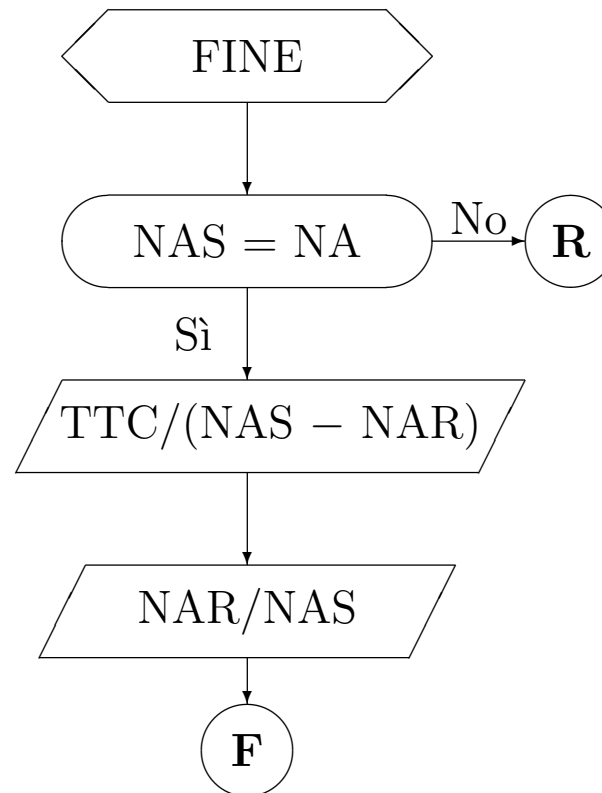 FINE
NAS = NA
No
R
Sì
TTC/(NAS − NAR)
NAR/NAS
F